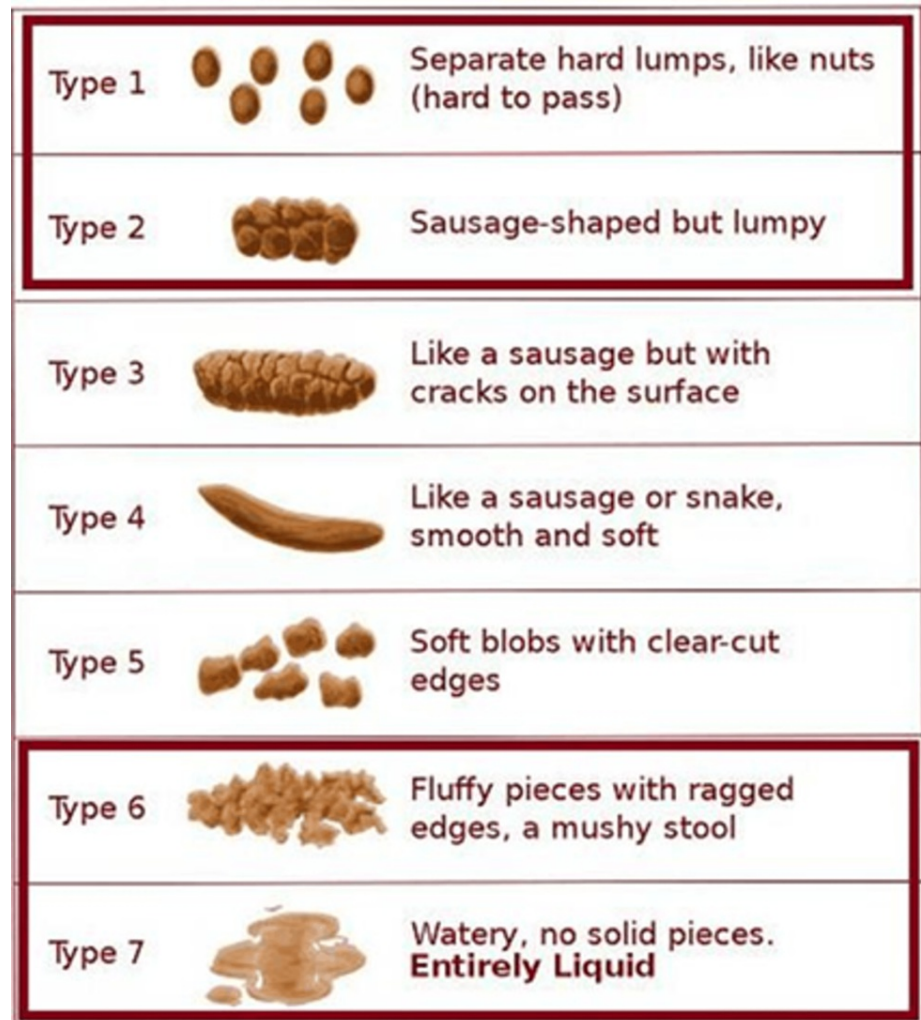 Type 1
Separate hard lumps, like nuts
(hard to pass)
Type 2
Sausage-shaped but lumpy
Type 3
Like a sausage but with
cracks on the surface
Type 4
Like a sausage or snake,
smooth and soft
Type 5
Soft blobs with clear-cut
edges
Type 6
Fluffy pieces with ragged
edges, a mushy stool
Type 7
Watery, no solid pieces.
Entirely Liquid